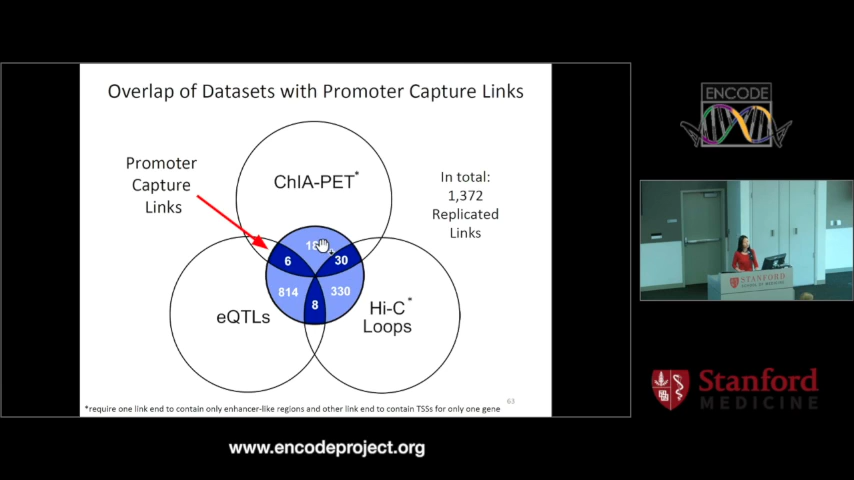 Overlap of Datasets with Promoter Capture Links
Promoter
Capture
Links
ChIA-PET*
In total:
1,372
Replicated
Links
6
30
814
330
8
eQTLs
Hi-C*
Loops
*require one link end to contain only enhancer-like regions and other link end to contain TSSs for only one gene
63
ENCODE
STANFORD
Stanford
MEDICINE
www.encodeproject.org